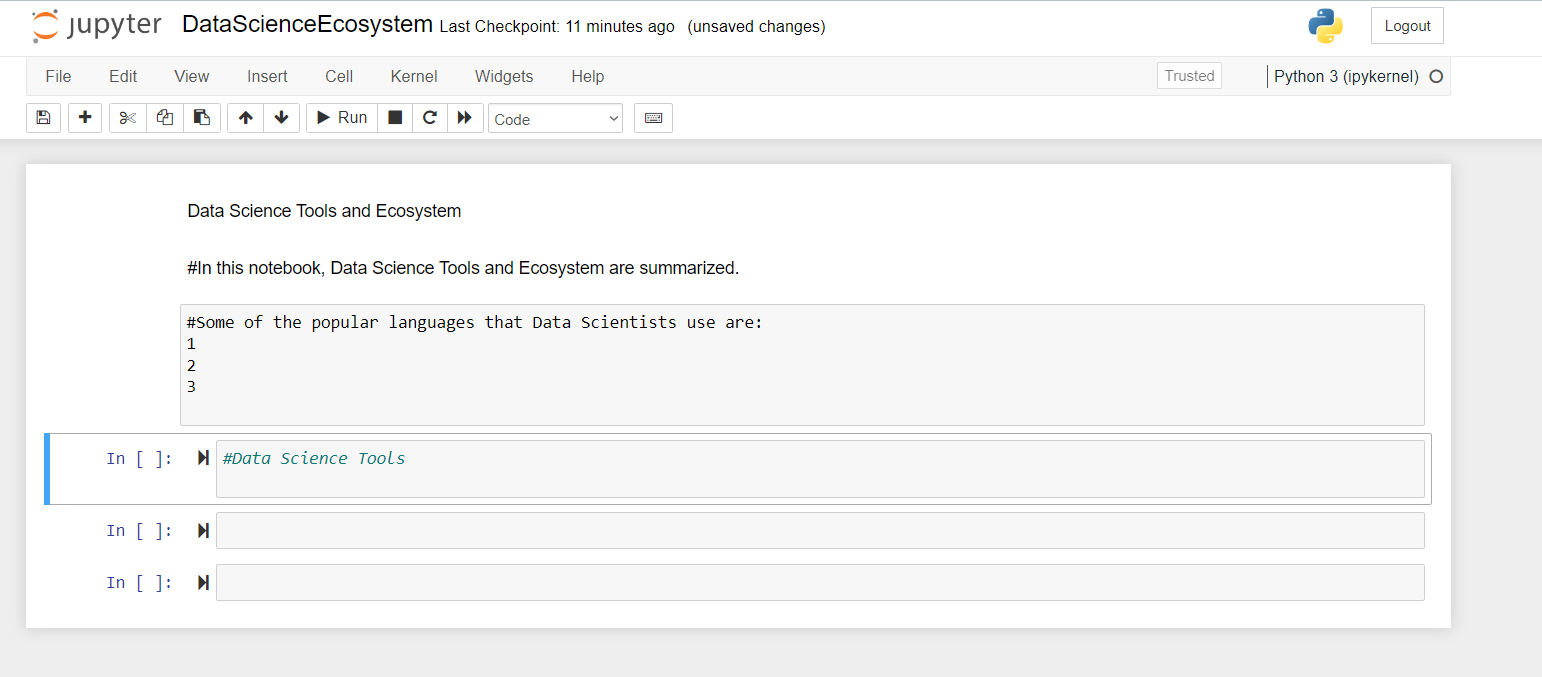 jupyter DataScienceEcosystem Last Checkpoint: 11 minutes ago (unsaved changes) Logout
File Edit View Insert Cell Kernel Widgets Help Trusted Python 3 (ipykernel)
Run Code
Data Science Tools and Ecosystem
#In this notebook, Data Science Tools and Ecosystem are summarized.
#Some of the popular languages that Data Scientists use are:
1
2
3
In [ ]: #Data Science Tools
In [ ]:
In [ ]: